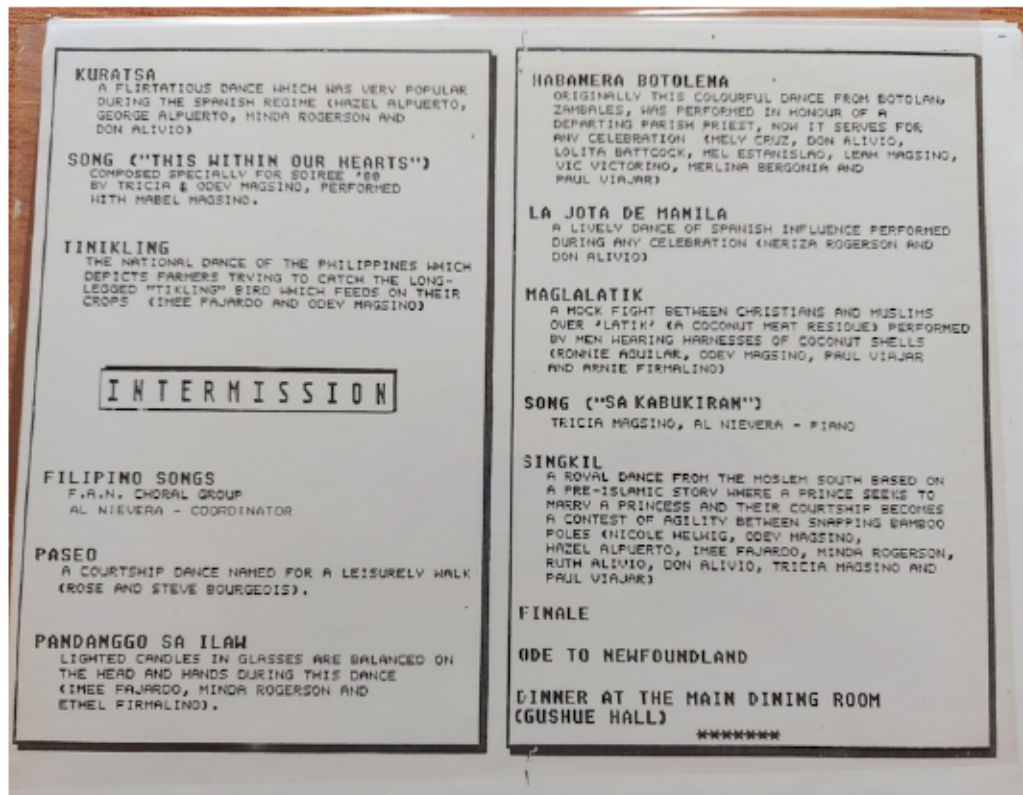 KURATSA
A FLIRTATIOUS DANCE WHICH WAS VERY POPULAR
DURING THE SPANISH REGIME (HAZEL ALPUERTO,
GEORGE ALPUERTO, MINDA ROGERSON AND
DON ALIVIO)
SONG ("THIS WITHIN OUR HEARTS")
COMPOSED SPECIALLY FOR SOIREE '88
BY TRICIA & ODEY MAGSINO, PERFORMED
WITH MABEL MAGSINO.
TINIKLING
THE NATIONAL DANCE OF THE PHILIPPINES WHICH
DEPICTS FARMERS TRYING TO CATCH THE LONG-
LEGGED "TIKLING" BIRD WHICH FEEDS ON THEIR
CROPS (IMEE FAJARDO AND ODEY MAGSINO)
INTERMISSION
FILIPINO SONGS
F.A.N. CHORAL GROUP
AL NIEVERA - COORDINATOR
PASEO
A COURTSHIP DANCE NAMED FOR A LEISURELY WALK
(ROSE AND STEVE BOURGEOIS).
PANDANGGO SA ILAW
LIGHTED CANDLES IN GLASSES ARE BALANCED ON
THE HEAD AND HANDS DURING THIS DANCE
(IMEE FAJARDO, MINDA ROGERSON AND
ETHEL FIRMALINO).
HABANERA BOTOLENA
ORIGINALLY THIS COLOURFUL DANCE FROM BOTOLAN,
ZAMBALES, WAS PERFORMED IN HONOUR OF A
DEPARTING PARISH PRIEST, NOW IT SERVES FOR
ANY CELEBRATION (MELY CRUZ, DON ALIVIO,
LOLITA BATTCOCK, MEL ESTANISLAO, LEAH MAGSINO,
VIC VICTORINO, MERLINA BERGONIA AND
PAUL VIAJAR)
LA JOTA DE MANILA
A LIVELY DANCE OF SPANISH INFLUENCE PERFORMED
DURING ANY CELEBRATION (NERIZA ROGERSON AND
DON ALIVIO)
MAGLALATIK
A MOCK FIGHT BETWEEN CHRISTIANS AND MUSLIMS
OVER 'LATIK' (A COCONUT MEAT RESIDUE) PERFORMED
BY MEN WEARING HARNESSES OF COCONUT SHELLS
(RONNIE AQUILAR, ODEY MAGSINO, PAUL VIAJAR
AND ARNIE FIRMALINO)
SONG ("SA KABUKIRAN")
TRICIA MAGSINO, AL NIEVERA - PIANO
SINGKIL
A ROYAL DANCE FROM THE MOSLEM SOUTH BASED ON
A PRE-ISLAMIC STORY WHERE A PRINCE SEEKS TO
MARRY A PRINCESS AND THEIR COURTSHIP BECOMES
A CONTEST OF AGILITY BETWEEN SNAPPING BAMBOO
POLES (NICOLE HELWIG, ODEY MAGSINO,
HAZEL ALPUERTO, IMEE FAJARDO, MINDA ROGERSON,
RUTH ALIVIO, DON ALIVIO, TRICIA MAGSINO AND
PAUL VIAJAR)
FINALE
ODE TO NEWFOUNDLAND
DINNER AT THE MAIN DINING ROOM
(GUSHUE HALL)
*******